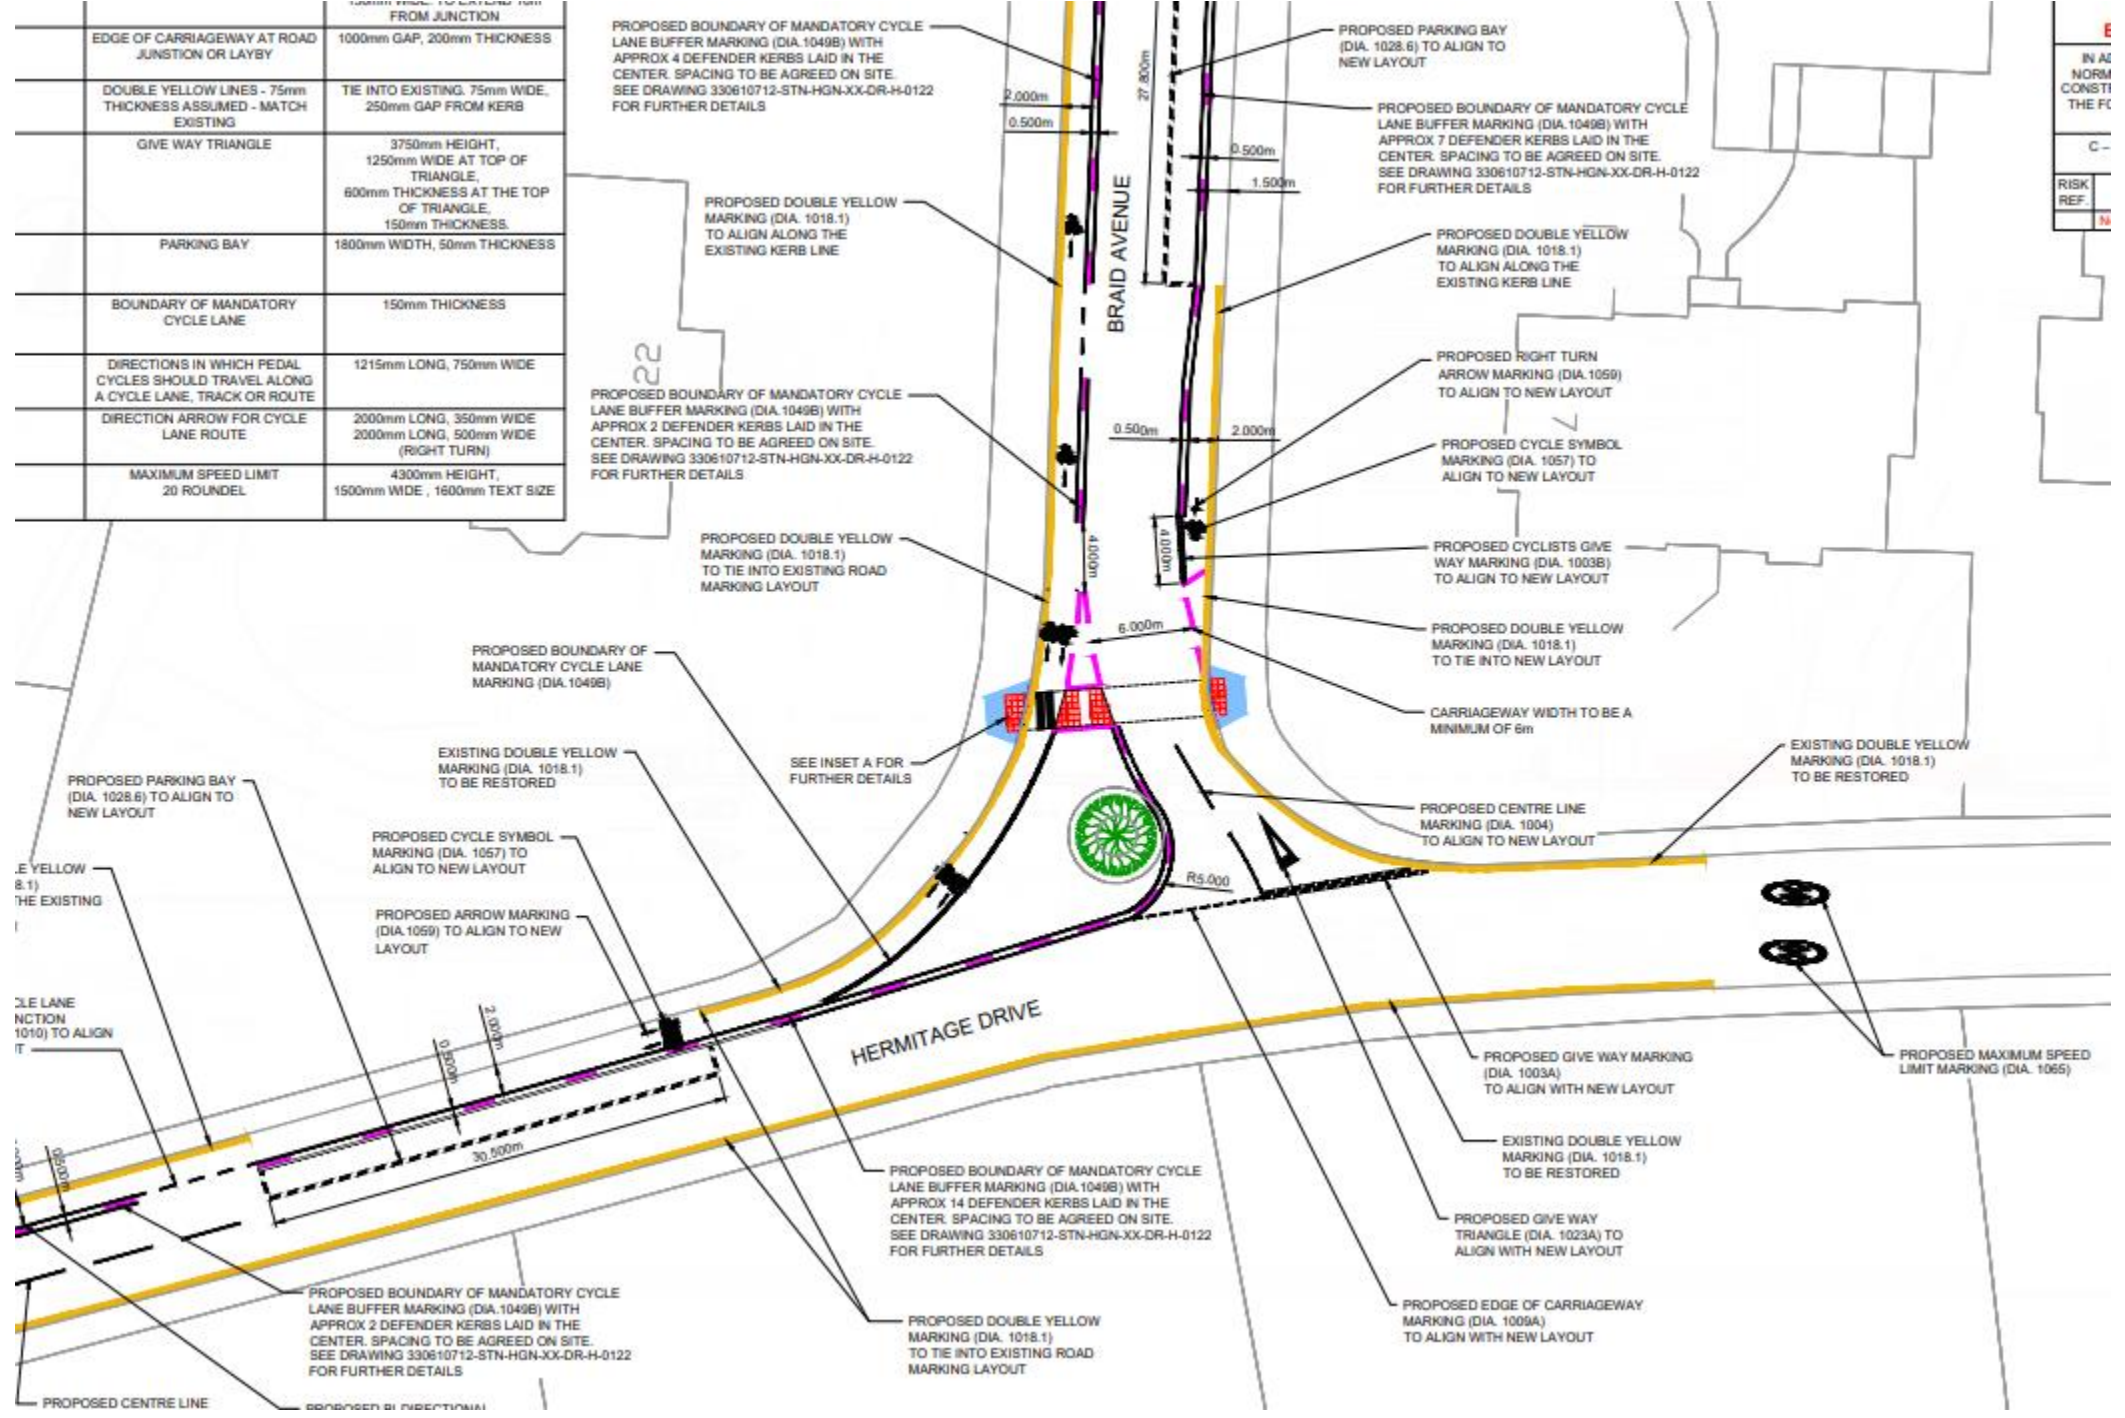 FROM JUNCTION
EDGE OF CARRIAGEWAY AT ROAD
JUNSTION OR LAYBY
1000mm GAP, 200mm THICKNESS
DOUBLE YELLOW LINES - 75mm
THICKNESS ASSUMED - MATCH
EXISTING
TIE INTO EXISTING. 75mm WIDE,
250mm GAP FROM KERB
GIVE WAY TRIANGLE
3750mm HEIGHT,
1250mm WIDE AT TOP OF
TRIANGLE,
600mm THICKNESS AT THE TOP
OF TRIANGLE,
150mm THICKNESS.
PARKING BAY
1800mm WIDTH, 50mm THICKNESS
BOUNDARY OF MANDATORY
CYCLE LANE
150mm THICKNESS
DIRECTIONS IN WHICH PEDAL
CYCLES SHOULD TRAVEL ALONG
A CYCLE LANE, TRACK OR ROUTE
1215mm LONG, 750mm WIDE
DIRECTION ARROW FOR CYCLE
LANE ROUTE
2000mm LONG, 350mm WIDE
2000mm LONG, 500mm WIDE
(RIGHT TURN)
MAXIMUM SPEED LIMIT
20 ROUNDEL
4300mm HEIGHT,
1500mm WIDE , 1600mm TEXT SIZE
PROPOSED BOUNDARY OF MANDATORY CYCLE
LANE BUFFER MARKING (DIA.1049B) WITH
APPROX 4 DEFENDER KERBS LAID IN THE
CENTER. SPACING TO BE AGREED ON SITE.
SEE DRAWING 330610712-STN-HGN-XX-DR-H-0122
FOR FURTHER DETAILS
2.000m
0.500m
27.800m
PROPOSED PARKING BAY
(DIA. 1028.6) TO ALIGN TO
NEW LAYOUT
PROPOSED BOUNDARY OF MANDATORY CYCLE
LANE BUFFER MARKING (DIA.1049B) WITH
APPROX 7 DEFENDER KERBS LAID IN THE
CENTER. SPACING TO BE AGREED ON SITE.
SEE DRAWING 330610712-STN-HGN-XX-DR-H-0122
FOR FURTHER DETAILS
0.500m
1.500m
IN AD
NORM
CONSTR
THE FO
C –
RISK
REF.
PROPOSED DOUBLE YELLOW
MARKING (DIA. 1018.1)
TO ALIGN ALONG THE
EXISTING KERB LINE
BRAID AVENUE
PROPOSED DOUBLE YELLOW
MARKING (DIA. 1018.1)
TO ALIGN ALONG THE
EXISTING KERB LINE
22
PROPOSED RIGHT TURN
ARROW MARKING (DIA.1059)
TO ALIGN TO NEW LAYOUT
PROPOSED BOUNDARY OF MANDATORY CYCLE
LANE BUFFER MARKING (DIA.1049B) WITH
APPROX 2 DEFENDER KERBS LAID IN THE
CENTER. SPACING TO BE AGREED ON SITE.
SEE DRAWING 330610712-STN-HGN-XX-DR-H-0122
FOR FURTHER DETAILS
0.500m
2.000m
PROPOSED CYCLE SYMBOL
MARKING (DIA. 1057) TO
ALIGN TO NEW LAYOUT
PROPOSED DOUBLE YELLOW
MARKING (DIA. 1018.1)
TO TIE INTO EXISTING ROAD
MARKING LAYOUT
4.000m
4.000m
PROPOSED CYCLISTS GIVE
WAY MARKING (DIA. 1003B)
TO ALIGN TO NEW LAYOUT
6.000m
PROPOSED DOUBLE YELLOW
MARKING (DIA. 1018.1)
TO TIE INTO NEW LAYOUT
PROPOSED BOUNDARY OF
MANDATORY CYCLE LANE
MARKING (DIA.1049B)
CARRIAGEWAY WIDTH TO BE A
MINIMUM OF 6m
EXISTING DOUBLE YELLOW
MARKING (DIA. 1018.1)
TO BE RESTORED
SEE INSET A FOR
FURTHER DETAILS
EXISTING DOUBLE YELLOW
MARKING (DIA. 1018.1)
TO BE RESTORED
PROPOSED PARKING BAY
(DIA. 1028.6) TO ALIGN TO
NEW LAYOUT
PROPOSED CENTRE LINE
MARKING (DIA. 1004)
TO ALIGN TO NEW LAYOUT
PROPOSED CYCLE SYMBOL
MARKING (DIA. 1057) TO
ALIGN TO NEW LAYOUT
R5.000
LE YELLOW
8.1)
THE EXISTING
PROPOSED ARROW MARKING
(DIA.1059) TO ALIGN TO NEW
LAYOUT
CLE LANE
NCTION
1010) TO ALIGN
2.000m
0.500m
HERMITAGE DRIVE
PROPOSED GIVE WAY MARKING
(DIA. 1003A)
TO ALIGN WITH NEW LAYOUT
PROPOSED MAXIMUM SPEED
LIMIT MARKING (DIA. 1065)
30.500m
0.500m
EXISTING DOUBLE YELLOW
MARKING (DIA. 1018.1)
TO BE RESTORED
PROPOSED BOUNDARY OF MANDATORY CYCLE
LANE BUFFER MARKING (DIA.1049B) WITH
APPROX 14 DEFENDER KERBS LAID IN THE
CENTER. SPACING TO BE AGREED ON SITE.
SEE DRAWING 330610712-STN-HGN-XX-DR-H-0122
FOR FURTHER DETAILS
PROPOSED GIVE WAY
TRIANGLE (DIA. 1023A) TO
ALIGN WITH NEW LAYOUT
PROPOSED BOUNDARY OF MANDATORY CYCLE
LANE BUFFER MARKING (DIA.1049B) WITH
APPROX 2 DEFENDER KERBS LAID IN THE
CENTER. SPACING TO BE AGREED ON SITE.
SEE DRAWING 330610712-STN-HGN-XX-DR-H-0122
FOR FURTHER DETAILS
PROPOSED DOUBLE YELLOW
MARKING (DIA. 1018.1)
TO TIE INTO EXISTING ROAD
MARKING LAYOUT
PROPOSED EDGE OF CARRIAGEWAY
MARKING (DIA. 1009A)
TO ALIGN WITH NEW LAYOUT
PROPOSED CENTRE LINE
PROPOSED BI DIRECTIONAL